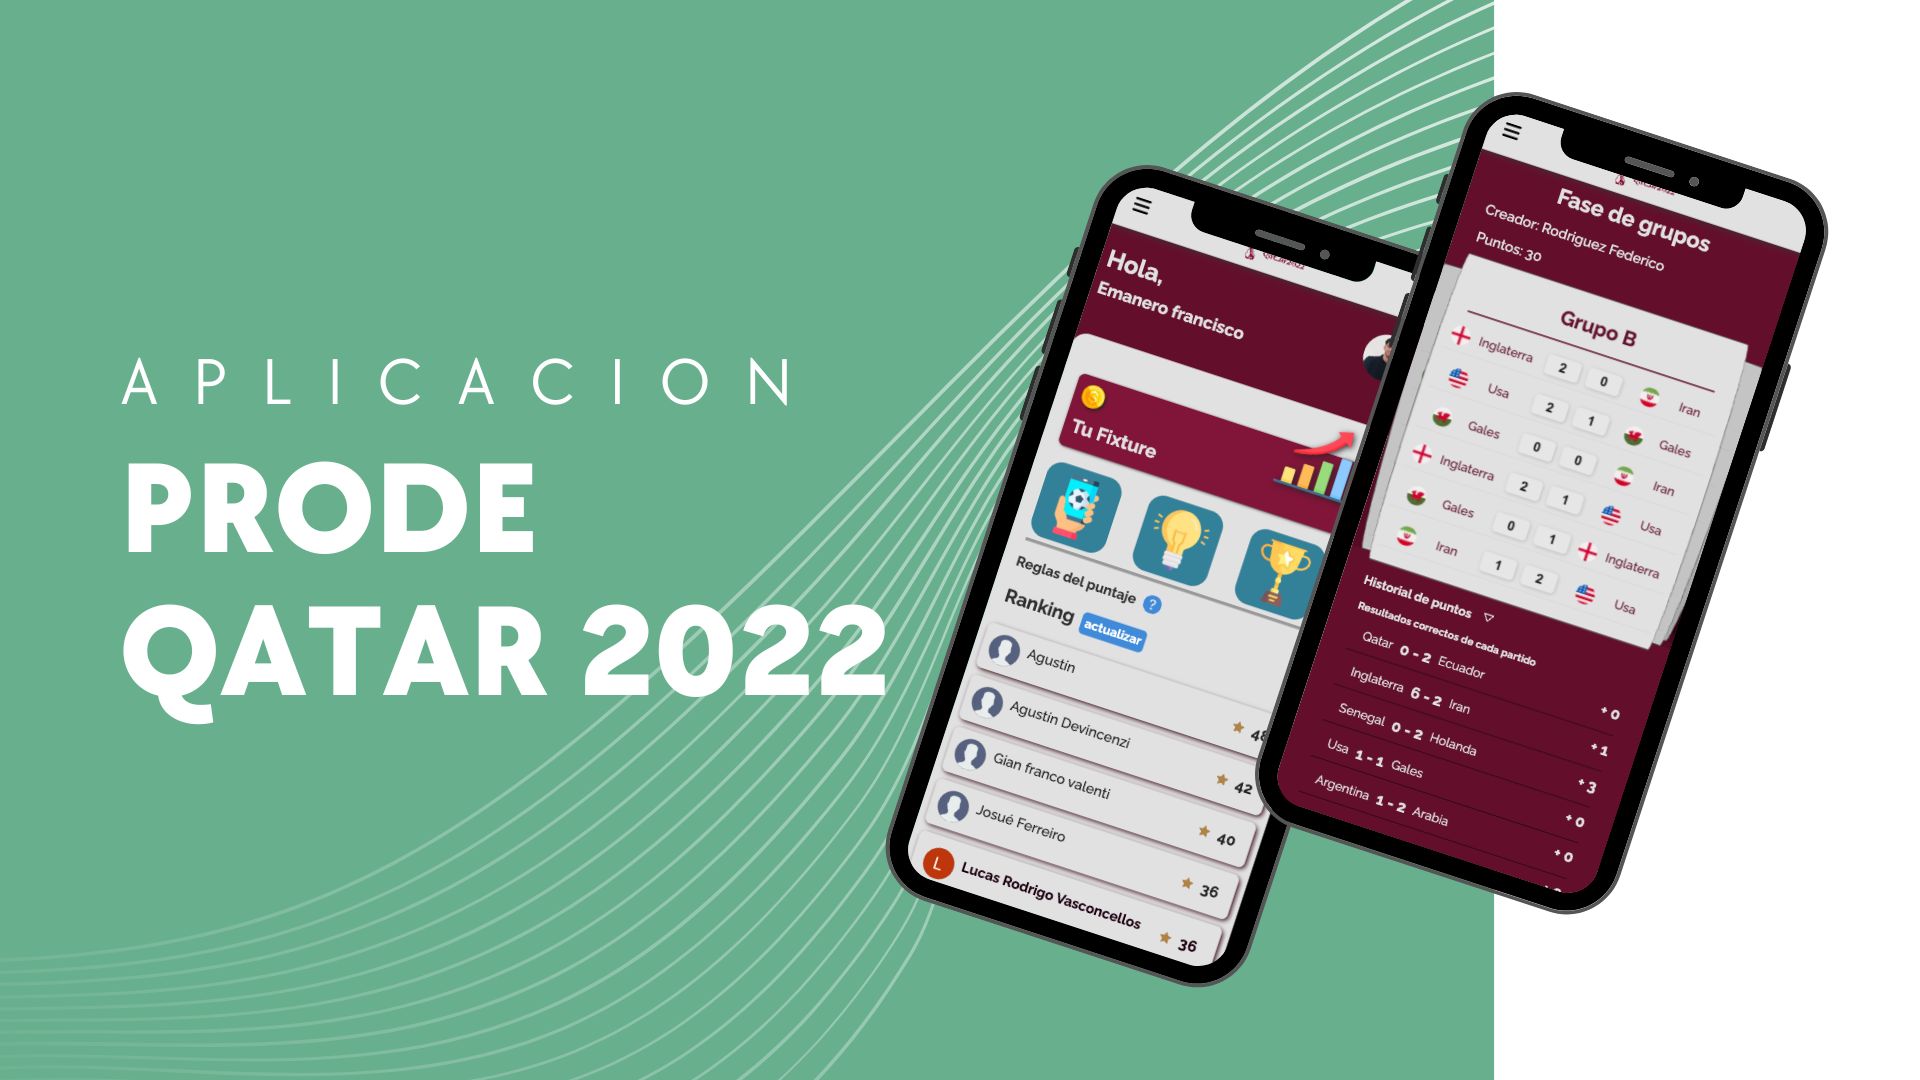 APLICACION
PRODE
QATAR 2022
Hola,
Emanero francisco
Tu Fixture
Reglas del puntaje ?
Ranking actualizar
Agustín
48
Agustín Devincenzi
42
Gian franco valenti
40
Josué Ferreiro
36
L Lucas Rodrigo Vasconcellos
36
Fase de grupos
Creador: Rodriguez Federico
Puntos: 30
Grupo B
Inglaterra 2 0 Iran
Usa 2 1 Gales
Gales 0 0 Iran
Inglaterra 2 1 Usa
Gales 0 1 Inglaterra
Iran 1 2 Usa
Historial de puntos
Resultados correctos de cada partido
Qatar 0 - 2 Ecuador
+ 0
Inglaterra 6 - 2 Iran
+ 1
Senegal 0 - 2 Holanda
+ 3
Usa 1 - 1 Gales
+ 0
Argentina 1 - 2 Arabia
+ 0